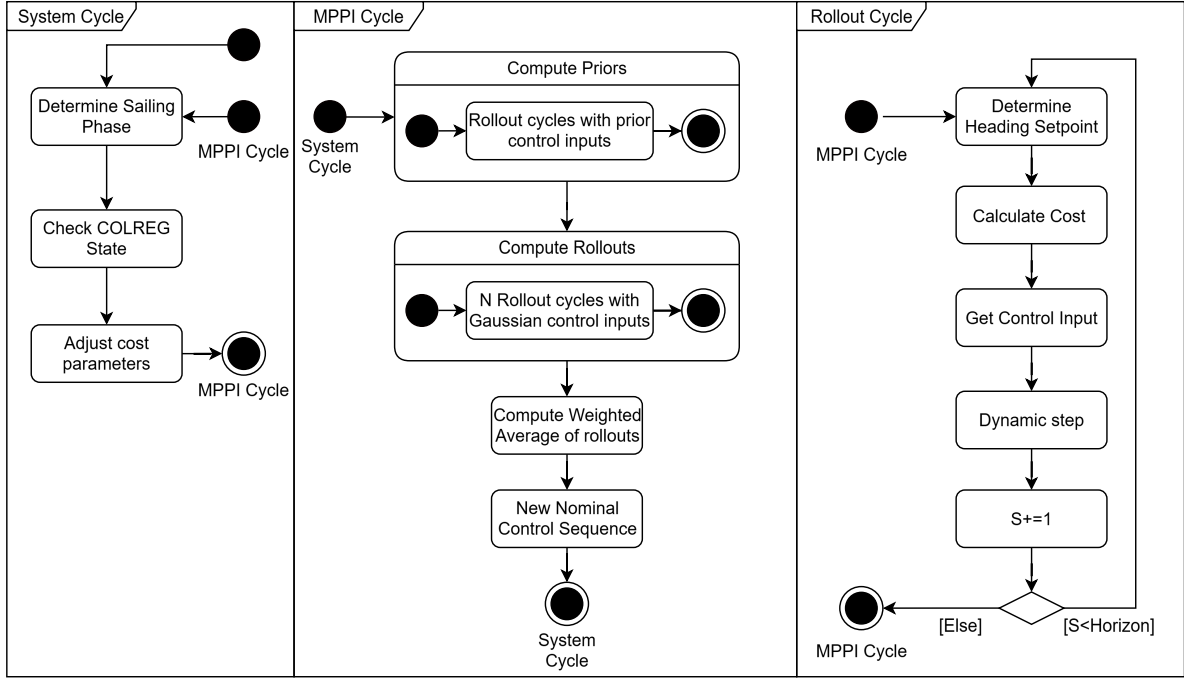 System Cycle
Determine Sailing
Phase
MPPI Cycle
Check COLREG
State
Adjust cost
parameters
MPPI Cycle
MPPI Cycle
Compute Priors
System
Cycle
Rollout cycles with prior
control inputs
Compute Rollouts
N Rollout cycles with
Gaussian control inputs
Compute Weighted
Average of rollouts
New Nominal
Control Sequence
System
Cycle
Rollout Cycle
MPPI Cycle
Determine
Heading Setpoint
Calculate Cost
Get Control Input
Dynamic step
S+=1
[Else]
[S<Horizon]
MPPI Cycle